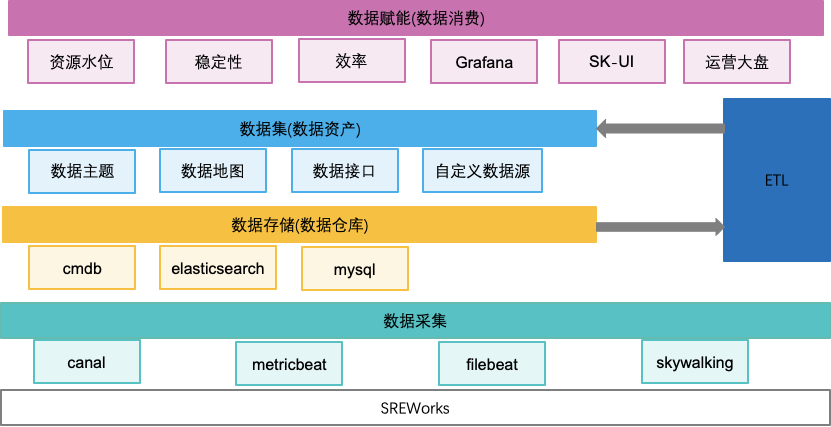 数据赋能(数据消费)
资源水位
稳定性
效率
Grafana
SK-UI
运营大盘
数据集(数据资产)
数据主题
数据地图
数据接口
自定义数据源
ETL
数据存储(数据仓库)
cmdb
elasticsearch
mysql
数据采集
canal
metricbeat
filebeat
skywalking
SREWorks